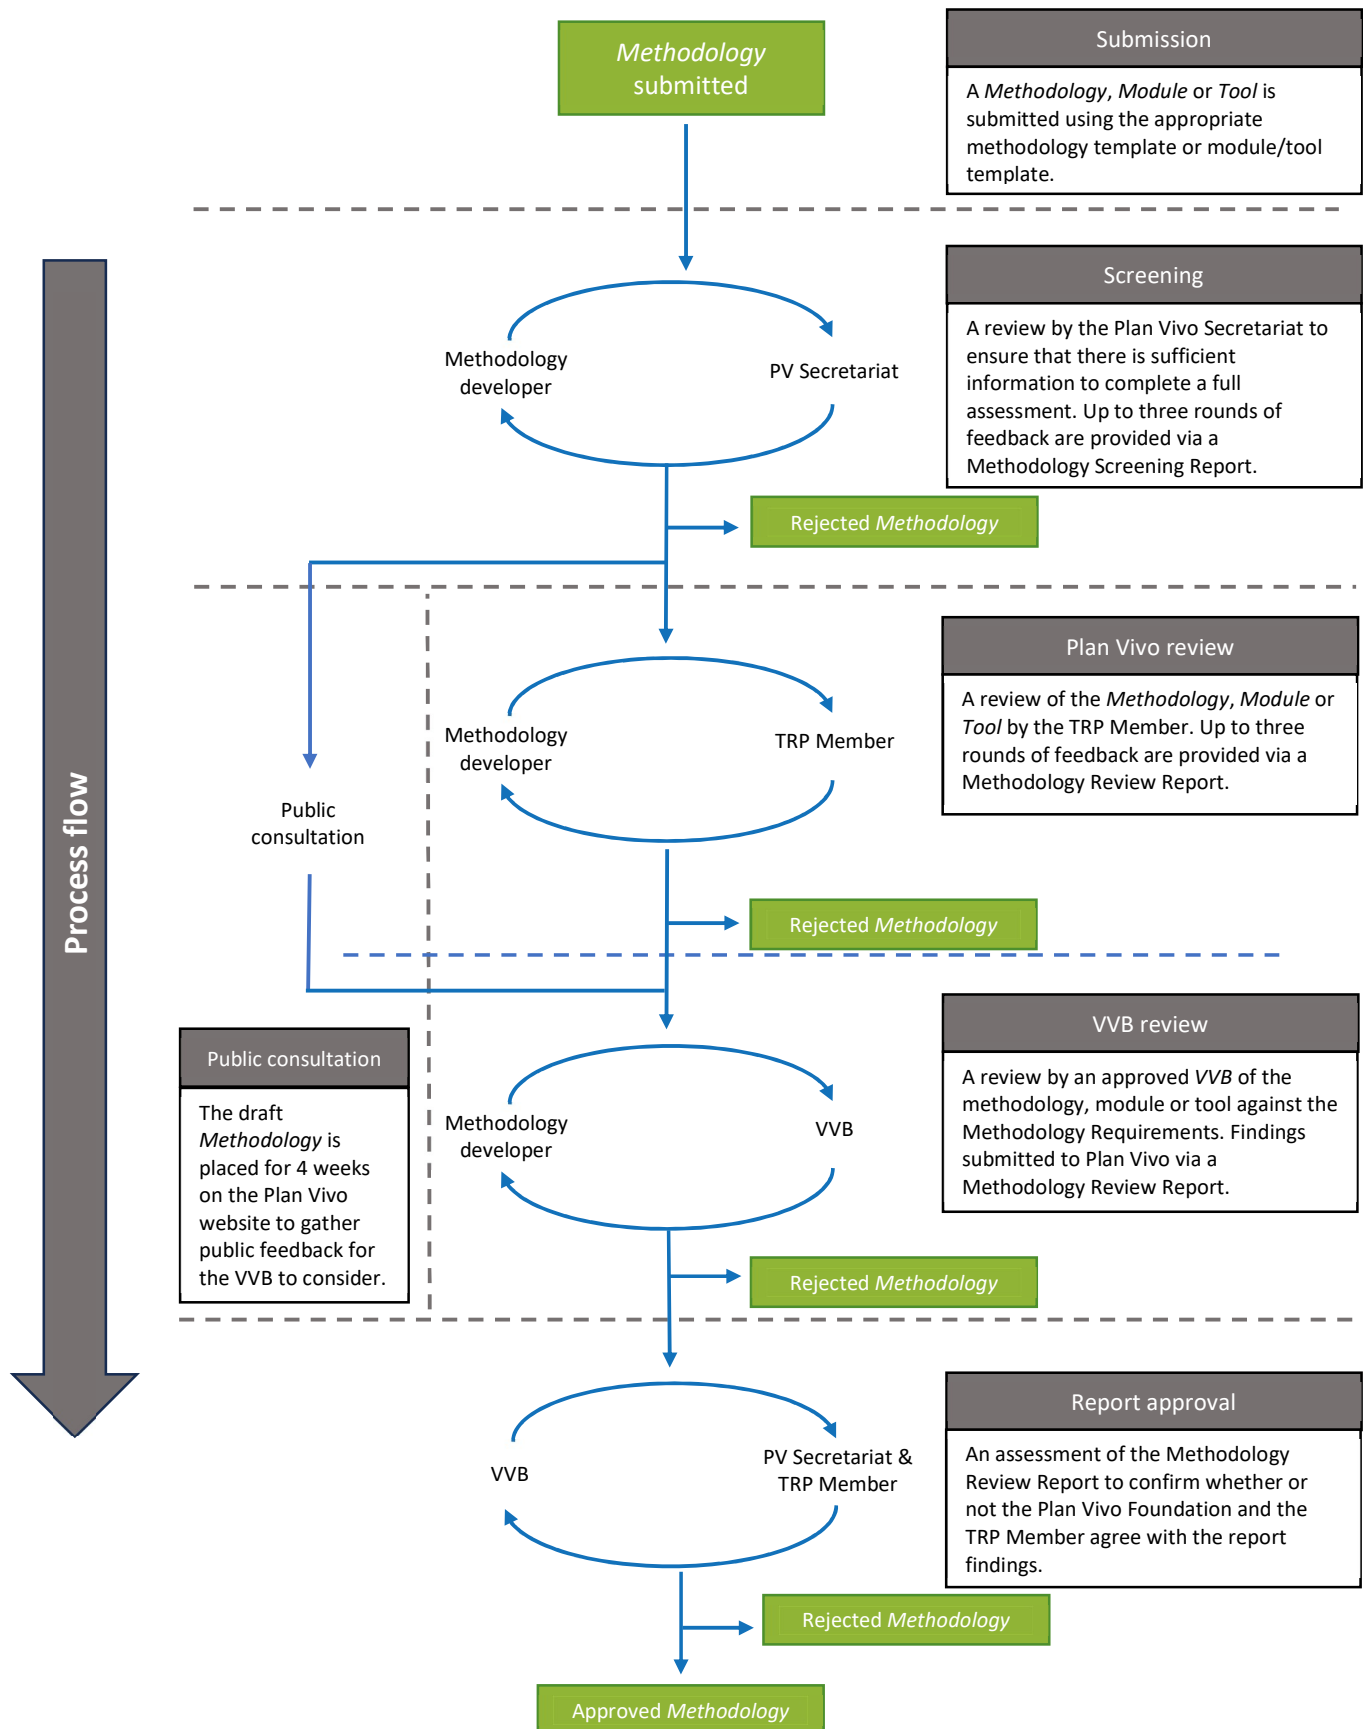 Methodology
submitted
Submission
A Methodology, Module or Tool is
submitted using the appropriate
methodology template or module/tool
template.
Process flow
Methodology
developer
PV Secretariat
Screening
A review by the Plan Vivo Secretariat to
ensure that there is sufficient
information to complete a full
assessment. Up to three rounds of
feedback are provided via a
Methodology Screening Report.
Rejected Methodology
Public
consultation
Methodology
developer
TRP Member
Plan Vivo review
A review of the Methodology, Module or
Tool by the TRP Member. Up to three
rounds of feedback are provided via a
Methodology Review Report.
Rejected Methodology
Public consultation
The draft
Methodology is
placed for 4 weeks
on the Plan Vivo
website to gather
public feedback for
the VVB to consider.
Methodology
developer
VVB
VVB review
A review by an approved VVB of the
methodology, module or tool against the
Methodology Requirements. Findings
submitted to Plan Vivo via a
Methodology Review Report.
Rejected Methodology
VVB
PV Secretariat &
TRP Member
Report approval
An assessment of the Methodology
Review Report to confirm whether or
not the Plan Vivo Foundation and the
TRP Member agree with the report
findings.
Rejected Methodology
Approved Methodology